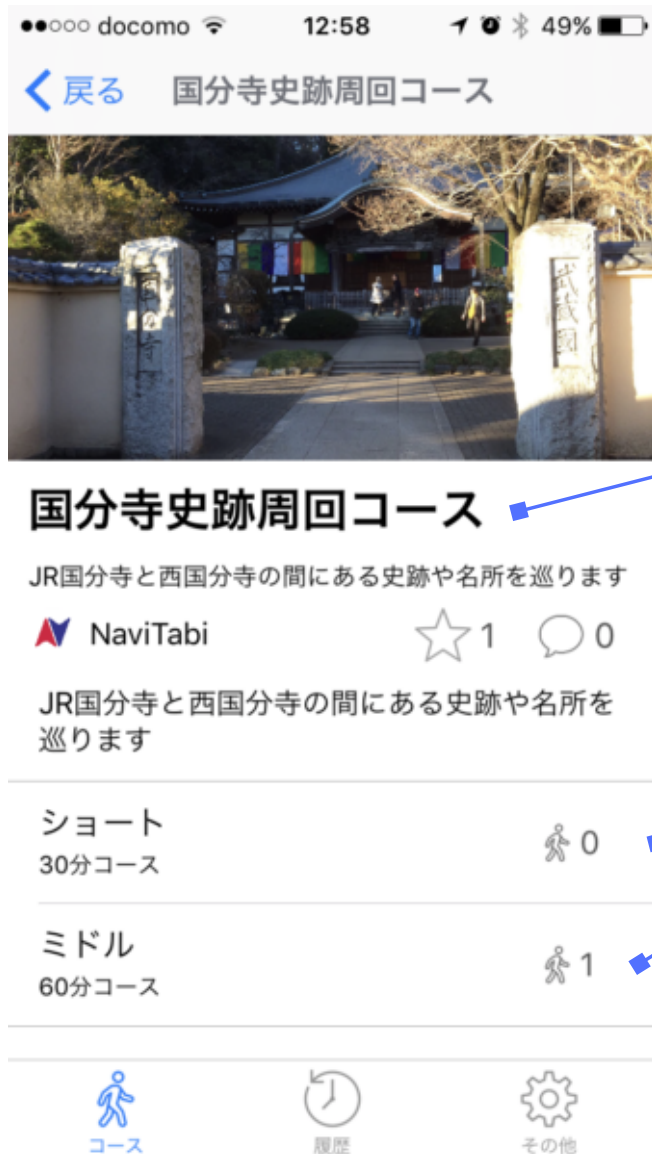 docomo 12:58 49%
戻る 国分寺史跡周回コース
武蔵國
国分寺史跡周回コース
JR国分寺と西国分寺の間にある史跡や名所を巡ります
NaviTabi 1 0
JR国分寺と西国分寺の間にある史跡や名所を
巡ります
ショート
30分コース
0
ミドル
60分コース
1
コース 履歴 その他